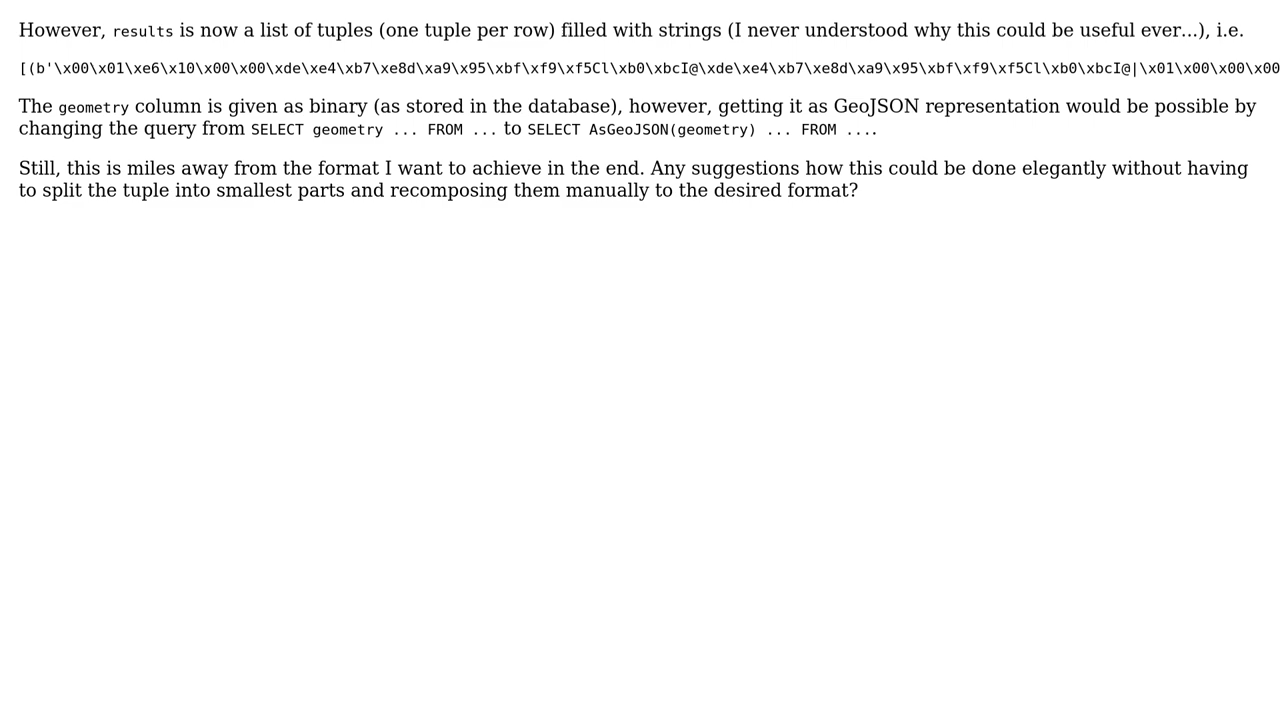 However, results is now a list of tuples (one tuple per row) filled with strings (I never understood why this could be useful ever...), i.e.
[(b'\x00\x01\xe6\x10\x00\x00\xde\xe4\xb7\xe8d\xa9\x95\xbf\xf9\xf5Cl\xb0\xbcI@\xde\xe4\xb7\xe8d\xa9\x95\xbf\xf9\xf5Cl\xb0\xbcI@|\x01\x00\x00\x00
The geometry column is given as binary (as stored in the database), however, getting it as GeoJSON representation would be possible by
changing the query from SELECT geometry ... FROM ... to SELECT AsGeoJSON(geometry) ... FROM ....
Still, this is miles away from the format I want to achieve in the end. Any suggestions how this could be done elegantly without having
to split the tuple into smallest parts and recomposing them manually to the desired format?